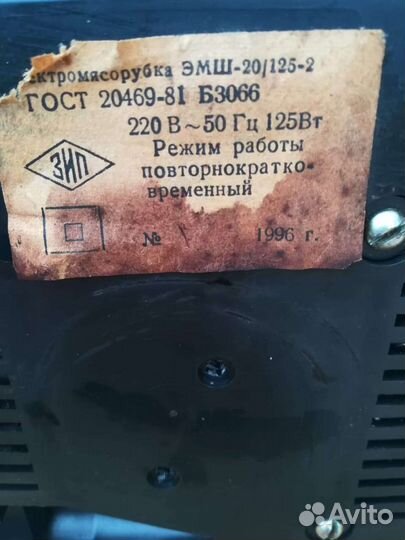 ектромясорубка ЭМШ-20/125-2
ГОСТ 20469-81 Б3066
220 В ~ 50 Гц 125Вт
Режим работы
повторнократко-
временный
ЗИП
№ 1996 г.
Avito